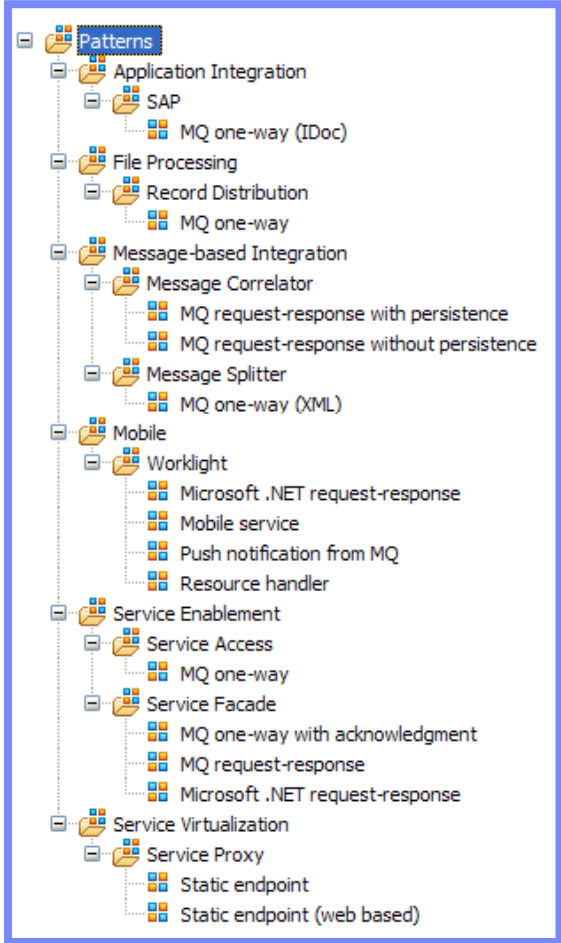 Patterns
Application Integration
SAP
MQ one-way (IDoc)
File Processing
Record Distribution
MQ one-way
Message-based Integration
Message Correlator
MQ request-response with persistence
MQ request-response without persistence
Message Splitter
MQ one-way (XML)
Mobile
Worklight
Microsoft .NET request-response
Mobile service
Push notification from MQ
Resource handler
Service Enablement
Service Access
MQ one-way
Service Facade
MQ one-way with acknowledgment
MQ request-response
Microsoft .NET request-response
Service Virtualization
Service Proxy
Static endpoint
Static endpoint (web based)